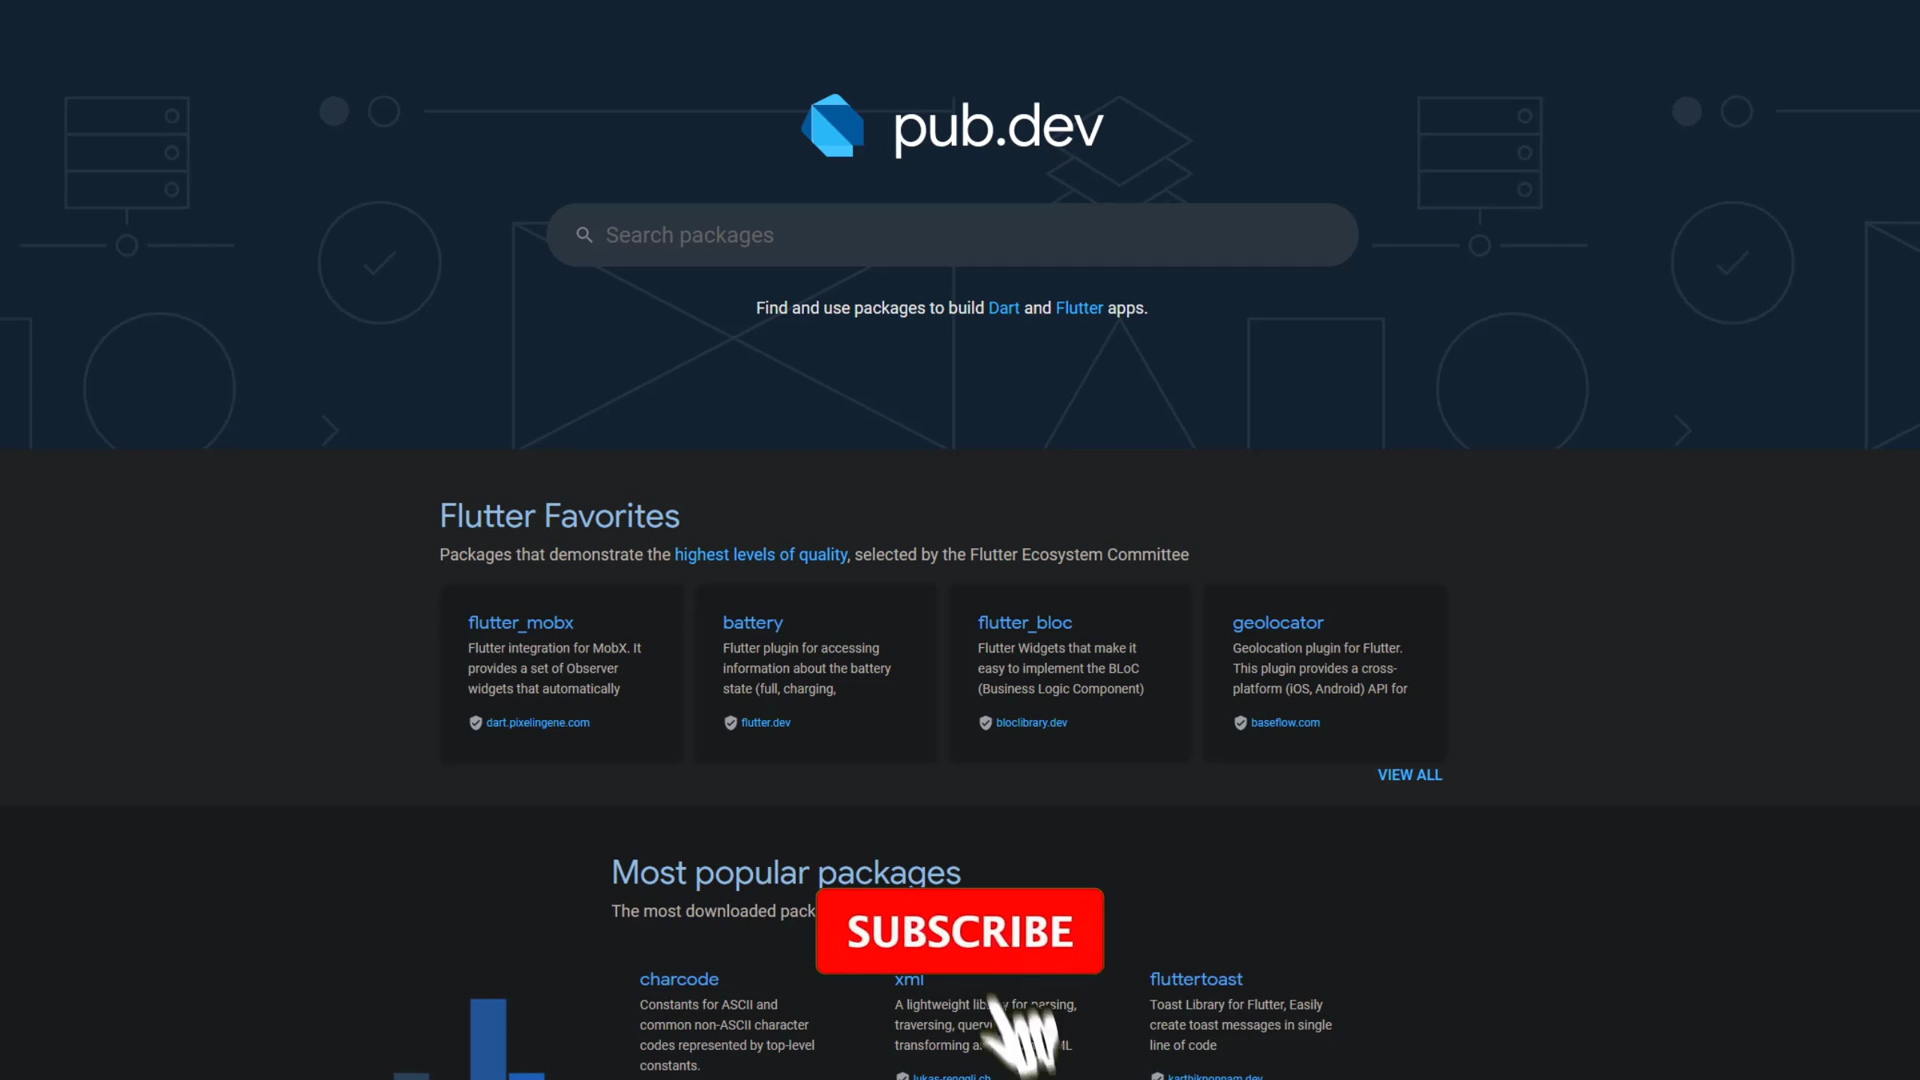 pub.dev
Search packages
Find and use packages to build Dart and Flutter apps.
Flutter Favorites
Packages that demonstrate the highest levels of quality, selected by the Flutter Ecosystem Committee
flutter_mobx
Flutter integration for MobX. It
provides a set of Observer
widgets that automatically
dart.pixelingene.com
battery
Flutter plugin for accessing
information about the battery
state (full, charging,
flutter.dev
flutter_bloc
Flutter Widgets that make it
easy to implement the BLoC
(Business Logic Component)
bloclibrary.dev
geolocator
Geolocation plugin for Flutter.
This plugin provides a cross-
platform (iOS, Android) API for
baseflow.com
VIEW ALL
Most popular packages
The most downloaded
SUBSCRIBE
charcode
Constants for ASCII and
common non-ASCII character
codes represented by top-level
constants.
xml
A lightweight for parsing,
traversing,
transforming
lukas-renggli.ch
fluttertoast
Toast Library for Flutter, Easily
create toast messages in single
line of code
karthikponnam.dev